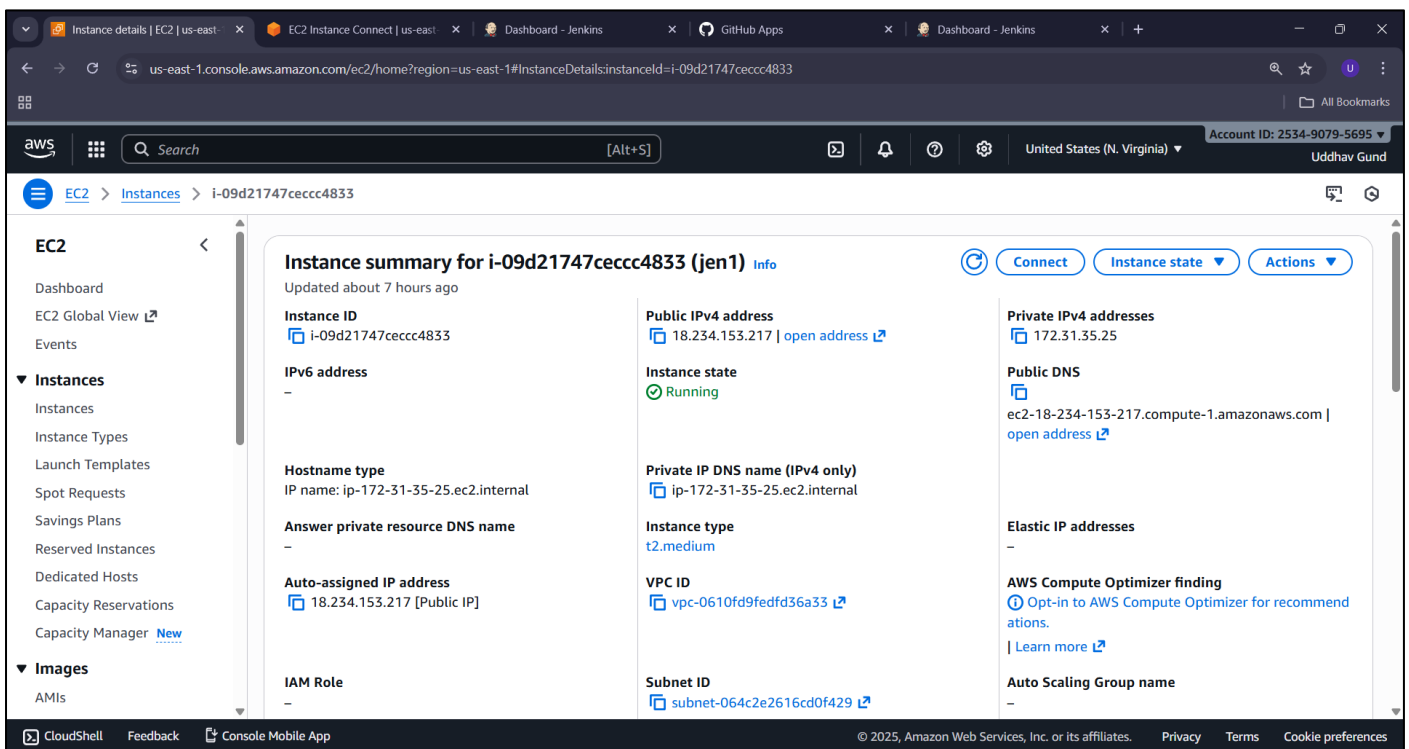 Instance details | EC2 | us-east-
EC2 Instance Connect | us-east-
Dashboard - Jenkins
GitHub Apps
Dashboard - Jenkins
us-east-1.console.aws.amazon.com/ec2/home?region=us-east-1#InstanceDetails:instanceId=i-09d21747ceccc4833
U
All Bookmarks
aws
Search
[Alt+S]
United States (N. Virginia)
Account ID: 2534-9079-5695
Uddhav Gund
EC2 > Instances > i-09d21747ceccc4833
EC2
Dashboard
EC2 Global View
Events
Instances
Instances
Instance Types
Launch Templates
Spot Requests
Savings Plans
Reserved Instances
Dedicated Hosts
Capacity Reservations
Capacity Manager New
Images
AMIs
Instance summary for i-09d21747ceccc4833 (jen1) Info
Updated about 7 hours ago
Connect
Instance state
Actions
Instance ID
i-09d21747ceccc4833
Public IPv4 address
18.234.153.217 | open address
Private IPv4 addresses
172.31.35.25
IPv6 address
–
Instance state
Running
Public DNS
ec2-18-234-153-217.compute-1.amazonaws.com |
open address
Hostname type
IP name: ip-172-31-35-25.ec2.internal
Private IP DNS name (IPv4 only)
ip-172-31-35-25.ec2.internal
Answer private resource DNS name
–
Instance type
t2.medium
Elastic IP addresses
–
Auto-assigned IP address
18.234.153.217 [Public IP]
VPC ID
vpc-0610fd9fedfd36a33
AWS Compute Optimizer finding
Opt-in to AWS Compute Optimizer for recommend
ations.
| Learn more
IAM Role
–
Subnet ID
subnet-064c2e2616cd0f429
Auto Scaling Group name
–
CloudShell
Feedback
Console Mobile App
© 2025, Amazon Web Services, Inc. or its affiliates.
Privacy
Terms
Cookie preferences